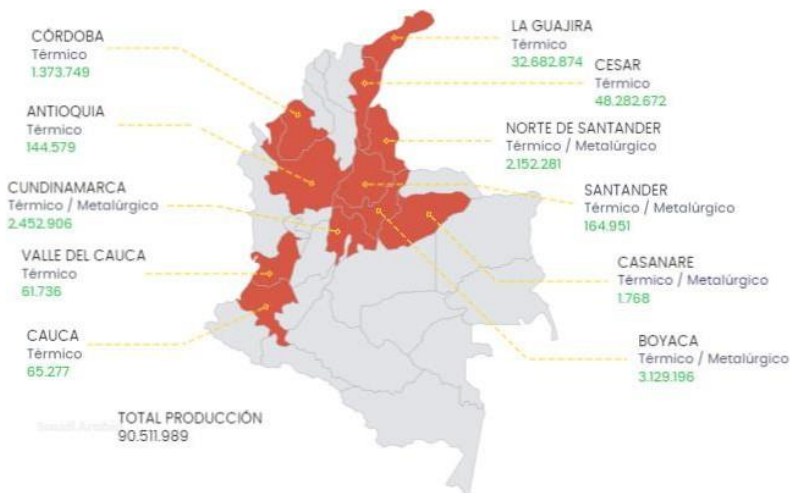 CÓRDOBA
Térmico
1.373.749
ANTIOQUIA
Térmico
144.579
CUNDINAMARCA
Térmico / Metalúrgico
2.452.906
VALLE DEL CAUCA
Térmico
61.736
CAUCA
Térmico
65.277
LA GUAJIRA
Térmico
32.682.874
CESAR
Térmico
48.282.672
NORTE DE SANTANDER
Térmico / Metalúrgico
2.152.281
SANTANDER
Térmico / Metalúrgico
164.951
CASANARE
Térmico / Metalúrgico
1.768
BOYACA
Térmico / Metalúrgico
3.129.196
TOTAL PRODUCCIÓN
90.511.989